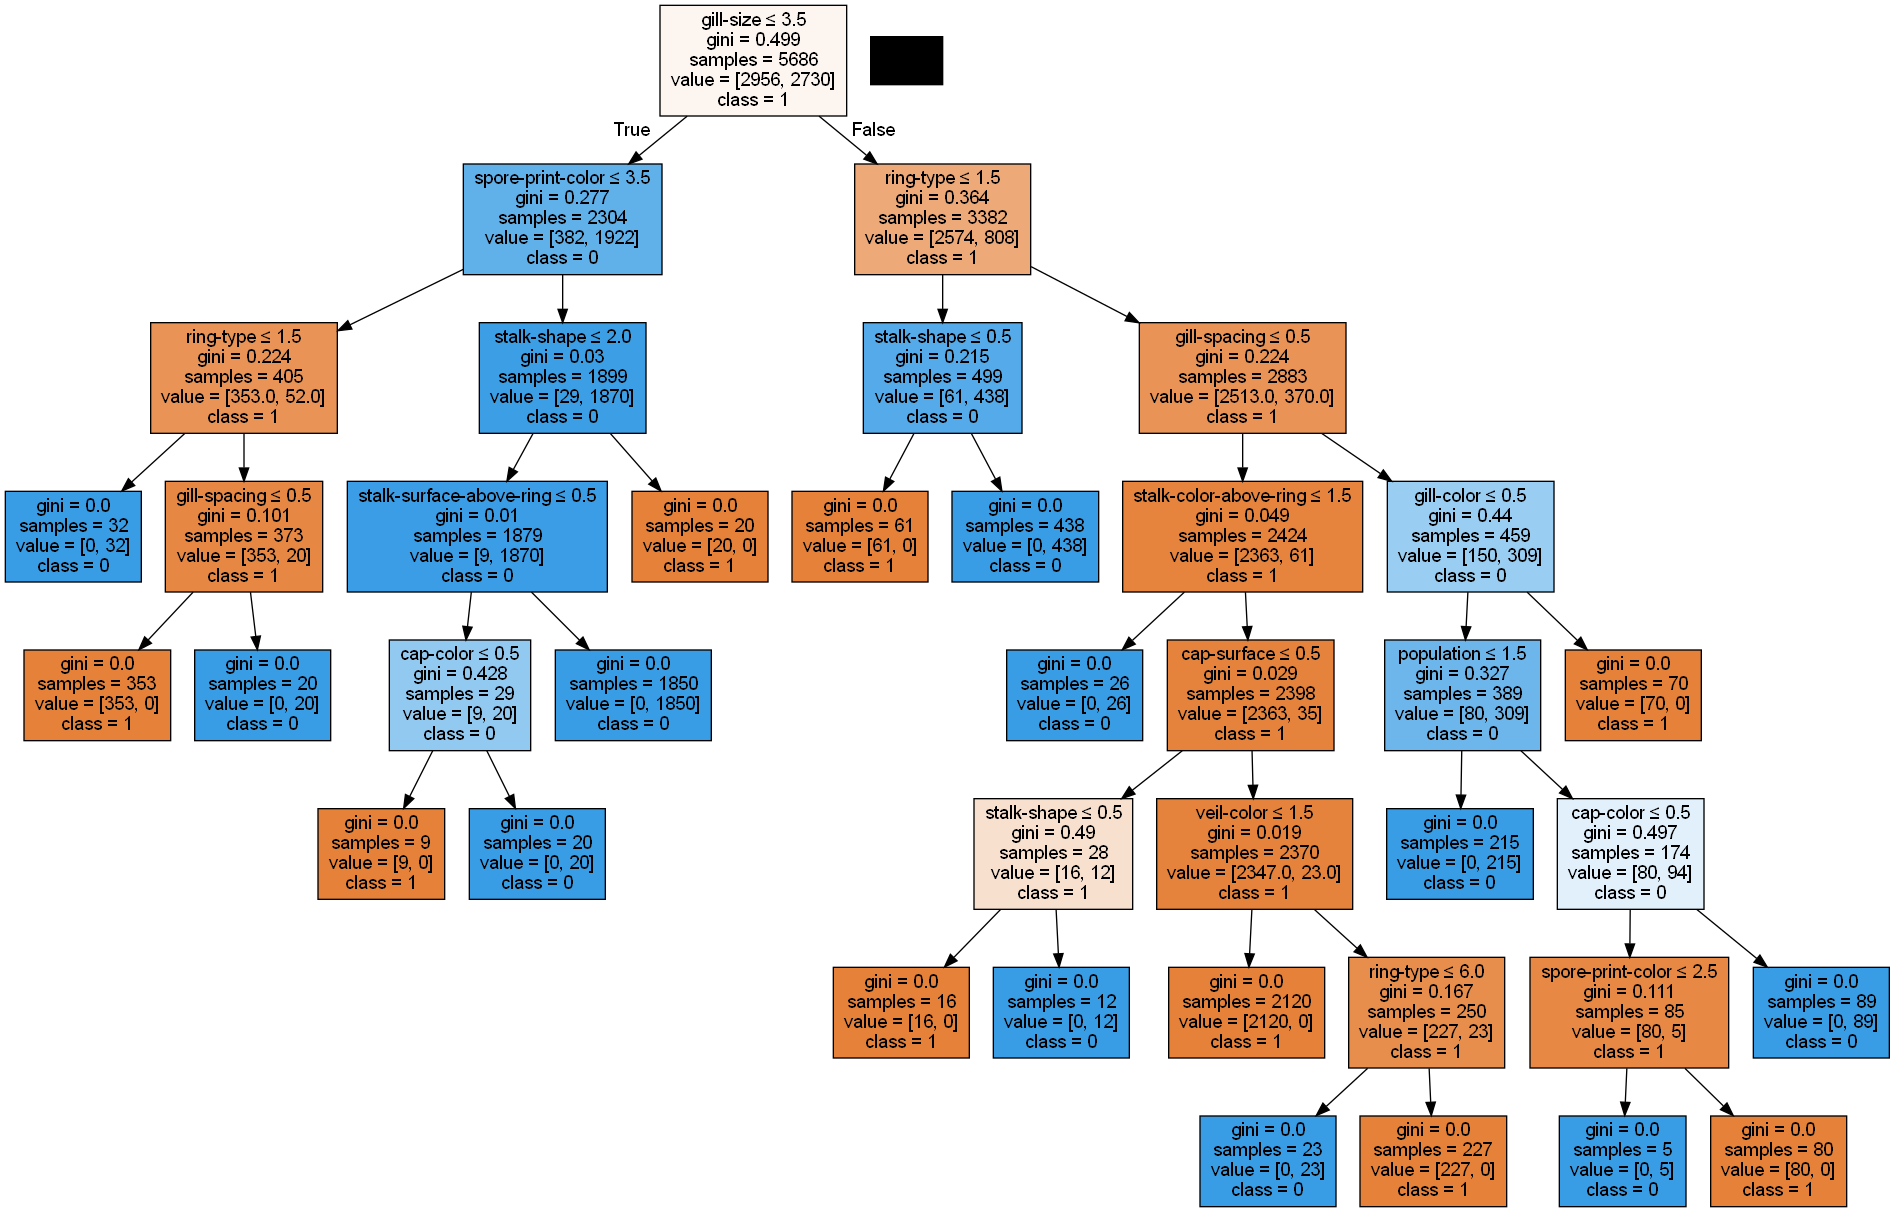 gill-size ≤ 3.5
gini = 0.499
samples = 5686
value = [2956, 2730]
class = 1
True
False
spore-print-color ≤ 3.5
gini = 0.277
samples = 2304
value = [382, 1922]
class = 0
ring-type ≤ 1.5
gini = 0.364
samples = 3382
value = [2574, 808]
class = 1
ring-type ≤ 1.5
gini = 0.224
samples = 405
value = [353.0, 52.0]
class = 1
stalk-shape ≤ 2.0
gini = 0.03
samples = 1899
value = [29, 1870]
class = 0
stalk-shape ≤ 0.5
gini = 0.215
samples = 499
value = [61, 438]
class = 0
gill-spacing ≤ 0.5
gini = 0.224
samples = 2883
value = [2513.0, 370.0]
class = 1
gini = 0.0
samples = 32
value = [0, 32]
class = 0
gill-spacing ≤ 0.5
gini = 0.101
samples = 373
value = [353, 20]
class = 1
stalk-surface-above-ring ≤ 0.5
gini = 0.01
samples = 1879
value = [9, 1870]
class = 0
gini = 0.0
samples = 20
value = [20, 0]
class = 1
gini = 0.0
samples = 61
value = [61, 0]
class = 1
gini = 0.0
samples = 438
value = [0, 438]
class = 0
stalk-color-above-ring ≤ 1.5
gini = 0.049
samples = 2424
value = [2363, 61]
class = 1
gill-color ≤ 0.5
gini = 0.44
samples = 459
value = [150, 309]
class = 0
gini = 0.0
samples = 353
value = [353, 0]
class = 1
gini = 0.0
samples = 20
value = [0, 20]
class = 0
cap-color ≤ 0.5
gini = 0.428
samples = 29
value = [9, 20]
class = 0
gini = 0.0
samples = 1850
value = [0, 1850]
class = 0
gini = 0.0
samples = 26
value = [0, 26]
class = 0
cap-surface ≤ 0.5
gini = 0.029
samples = 2398
value = [2363, 35]
class = 1
population ≤ 1.5
gini = 0.327
samples = 389
value = [80, 309]
class = 0
gini = 0.0
samples = 70
value = [70, 0]
class = 1
gini = 0.0
samples = 9
value = [9, 0]
class = 1
gini = 0.0
samples = 20
value = [0, 20]
class = 0
stalk-shape ≤ 0.5
gini = 0.49
samples = 28
value = [16, 12]
class = 1
veil-color ≤ 1.5
gini = 0.019
samples = 2370
value = [2347.0, 23.0]
class = 1
gini = 0.0
samples = 215
value = [0, 215]
class = 0
cap-color ≤ 0.5
gini = 0.497
samples = 174
value = [80, 94]
class = 0
gini = 0.0
samples = 16
value = [16, 0]
class = 1
gini = 0.0
samples = 12
value = [0, 12]
class = 0
gini = 0.0
samples = 2120
value = [2120, 0]
class = 1
ring-type ≤ 6.0
gini = 0.167
samples = 250
value = [227, 23]
class = 1
spore-print-color ≤ 2.5
gini = 0.111
samples = 85
value = [80, 5]
class = 1
gini = 0.0
samples = 89
value = [0, 89]
class = 0
gini = 0.0
samples = 23
value = [0, 23]
class = 0
gini = 0.0
samples = 227
value = [227, 0]
class = 1
gini = 0.0
samples = 5
value = [0, 5]
class = 0
gini = 0.0
samples = 80
value = [80, 0]
class = 1